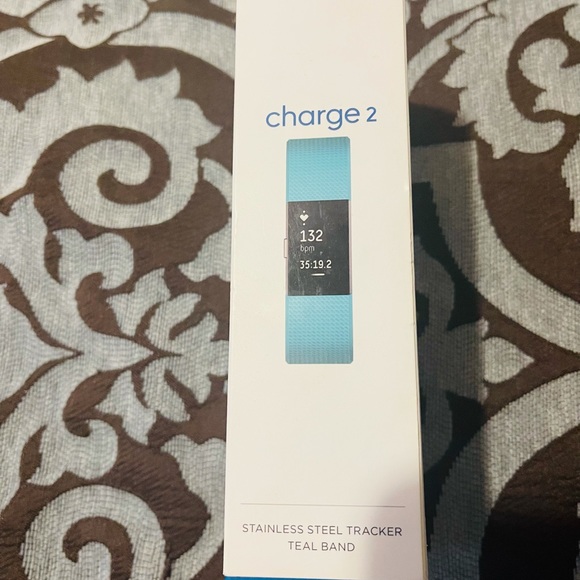 charge 2
132
bpm
35:19.2
STAINLESS STEEL TRACKER
TEAL BAND